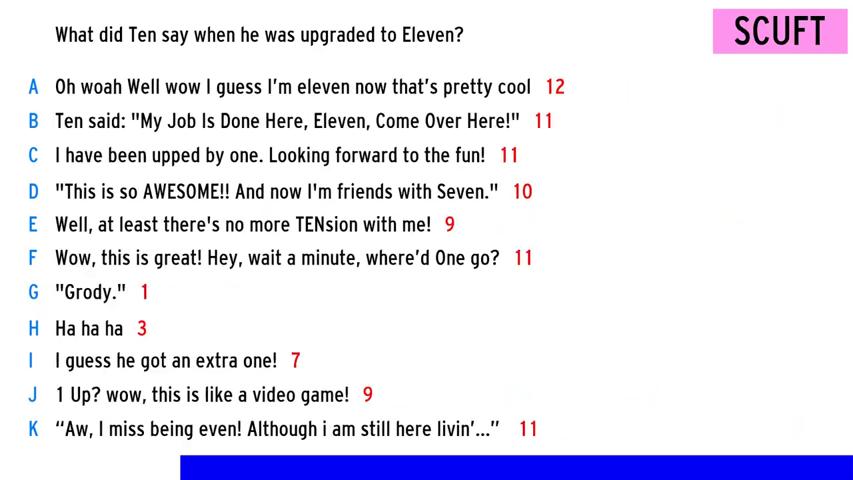 What did Ten say when he was upgraded to Eleven?
SCUFT
A Oh woah Well wow I guess I'm eleven now that's pretty cool 12
B Ten said: "My Job Is Done Here, Eleven, Come Over Here!" 11
C I have been upped by one. Looking forward to the fun! 11
D "This is so AWESOME!! And now I'm friends with Seven." 10
E Well, at least there's no more TENsion with me! 9
F Wow, this is great! Hey, wait a minute, where'd One go? 11
G "Grody." 1
H Ha ha ha 3
I I guess he got an extra one! 7
J 1 Up? wow, this is like a video game! 9
K “Aw, I miss being even! Although i am still here livin'...” 11